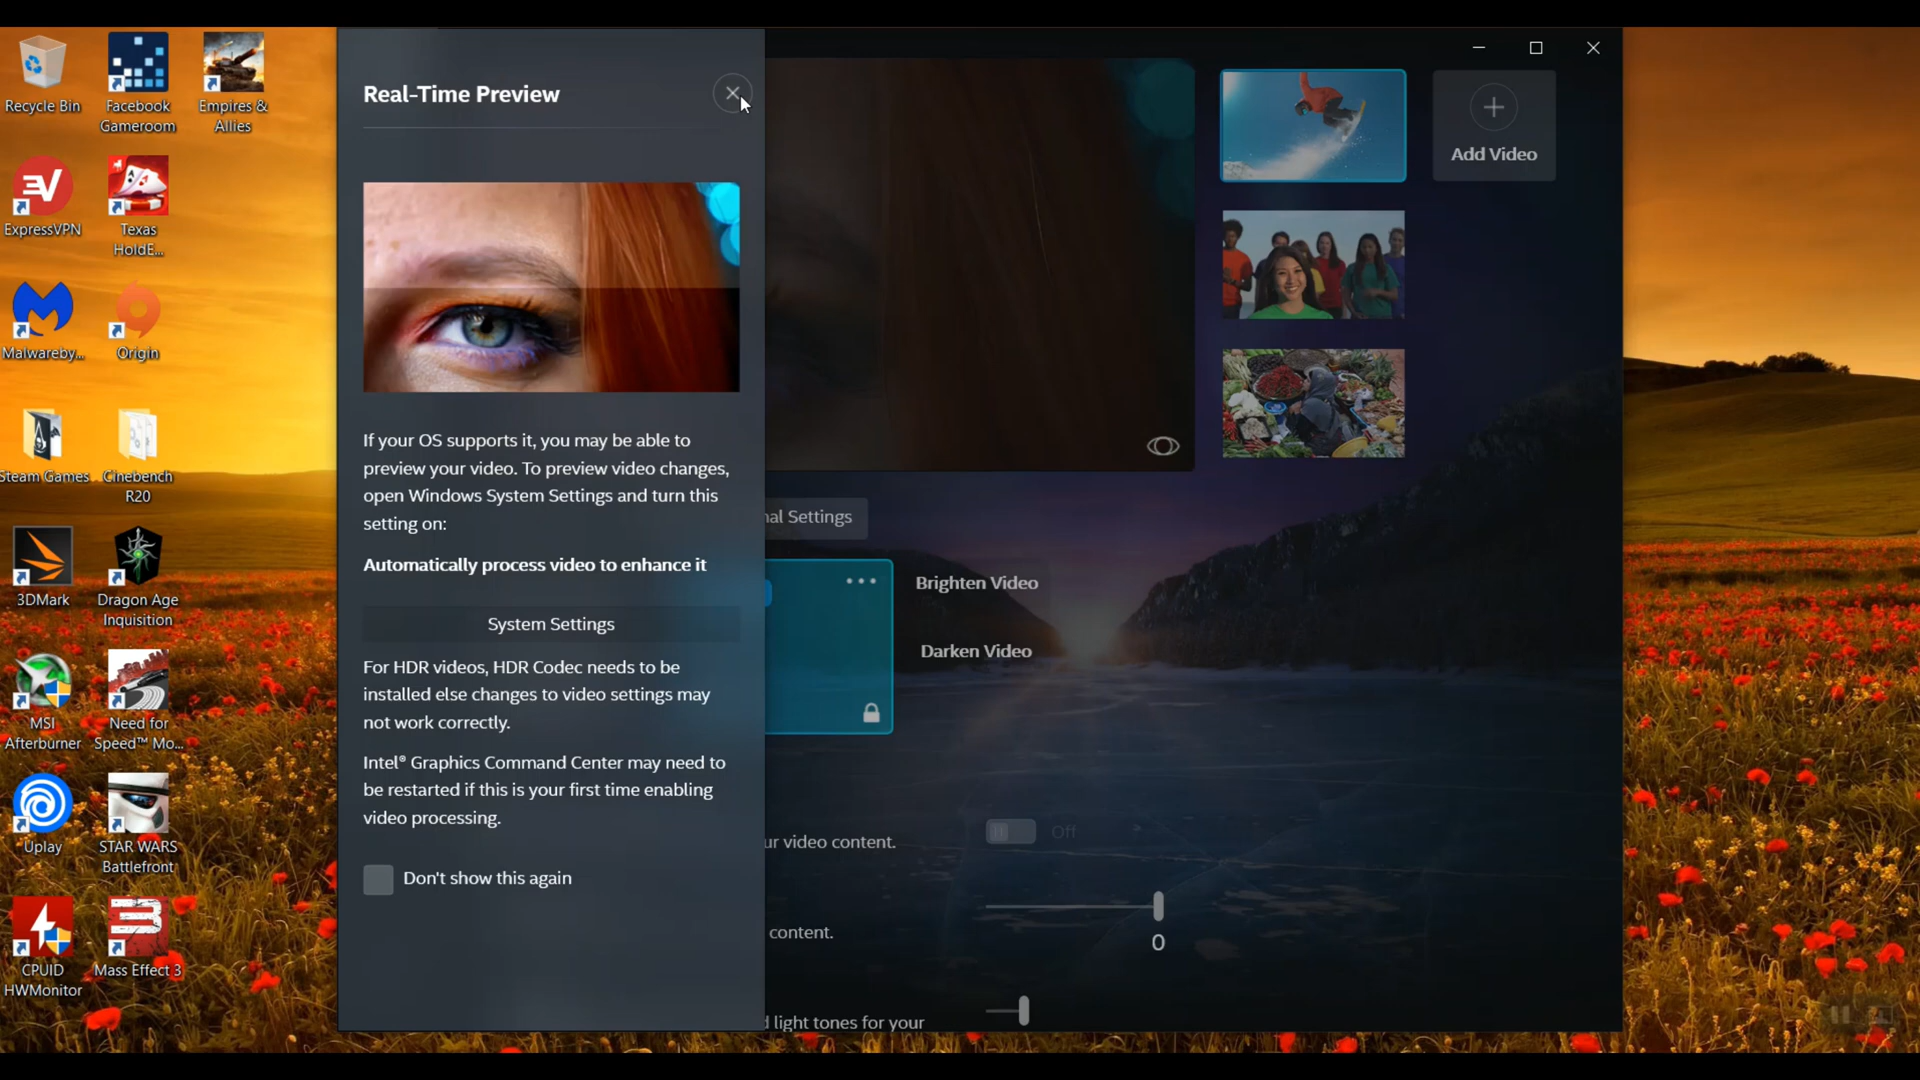 Recycle Bin
Facebook
Gameroom
Empires &
Allies
ExpressVPN
Texas
HoldE...
Malwareby...
Origin
Steam Games
Cinebench
R20
3DMark
Dragon Age
Inquisition
MSI
Afterburner
Need for
Speed™ Mo...
Uplay
STAR WARS
Battlefront
CPUID
HWMonitor
Mass Effect 3
Real-Time Preview
If your OS supports it, you may be able to
preview your video. To preview video changes,
open Windows System Settings and turn this
setting on:
Automatically process video to enhance it
System Settings
For HDR videos, HDR Codec needs to be
installed else changes to video settings may
not work correctly.
Intel® Graphics Command Center may need to
be restarted if this is your first time enabling
video processing.
Don't show this again
Add Video
nal Settings
Brighten Video
Darken Video
ur video content.
Off
content.
0
light tones for your